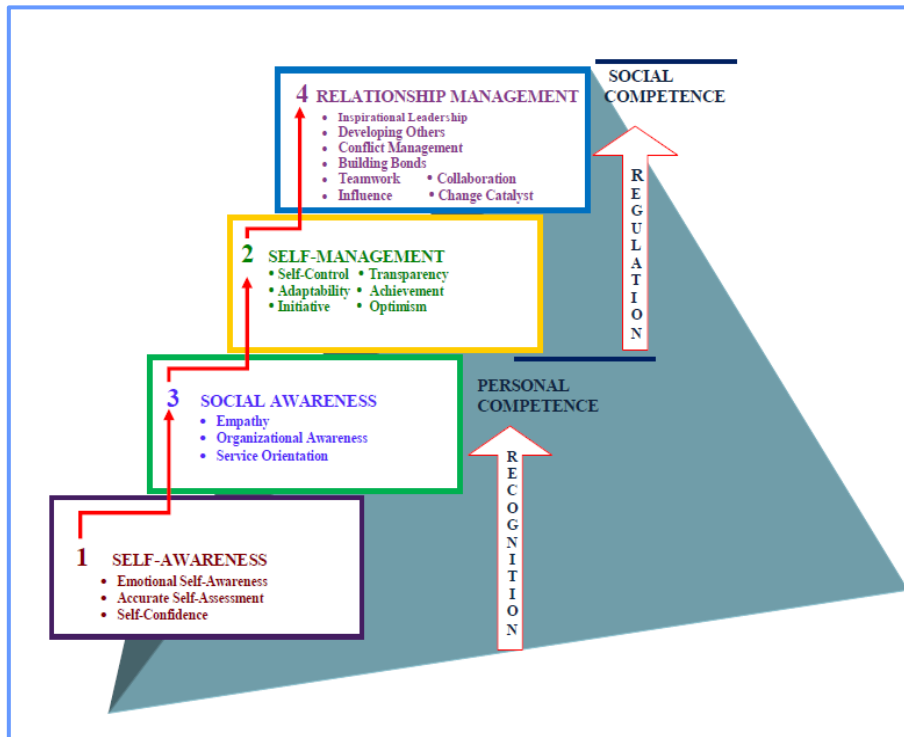 SOCIAL
COMPETENCE
4 RELATIONSHIP MANAGEMENT
• Inspirational Leadership
• Developing Others
• Conflict Management
• Building Bonds
• Teamwork • Collaboration
• Influence • Change Catalyst
REGULATION
2 SELF-MANAGEMENT
• Self-Control • Transparency
• Adaptability • Achievement
• Initiative • Optimism
PERSONAL
COMPETENCE
3 SOCIAL AWARENESS
• Empathy
• Organizational Awareness
• Service Orientation
RECOGNITION
1 SELF-AWARENESS
• Emotional Self-Awareness
• Accurate Self-Assessment
• Self-Confidence